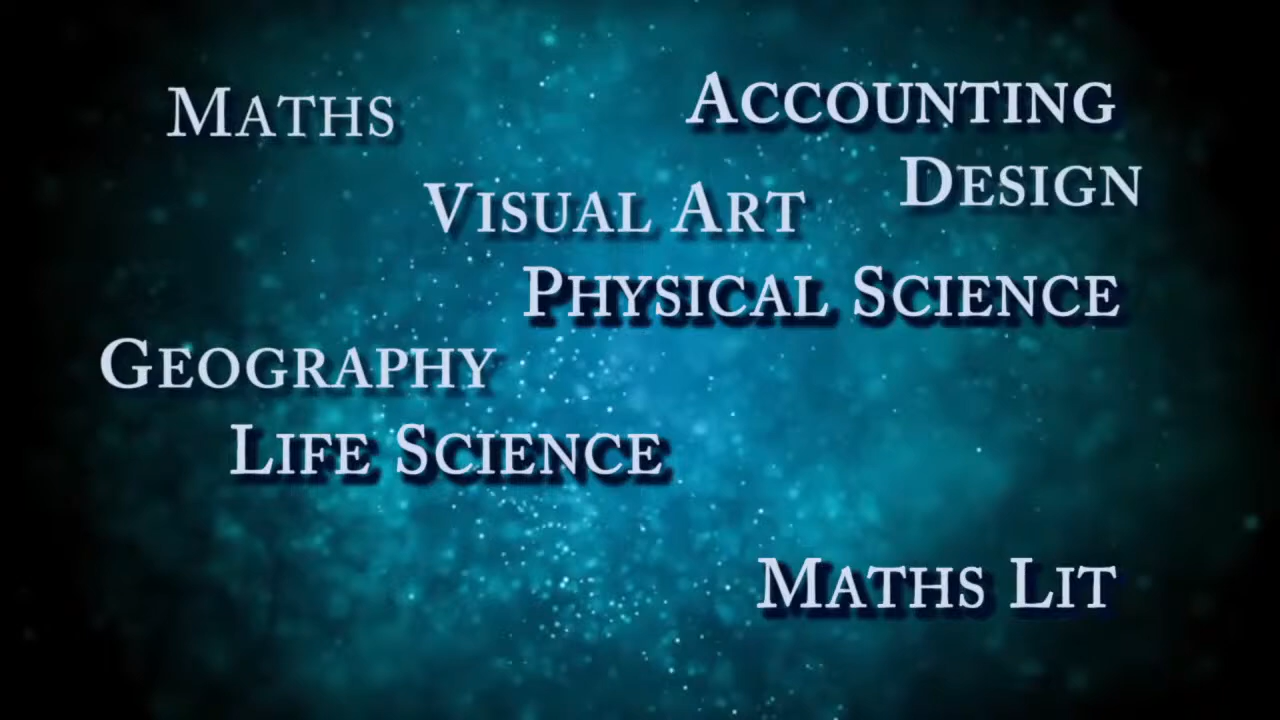 MATHS
ACCOUNTING
DESIGN
VISUAL ART
PHYSICAL SCIENCE
GEOGRAPHY
LIFE SCIENCE
MATHS LIT